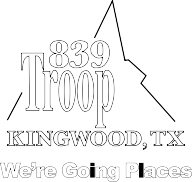 839
Troop
KINGWOOD, TX
We're Going Places